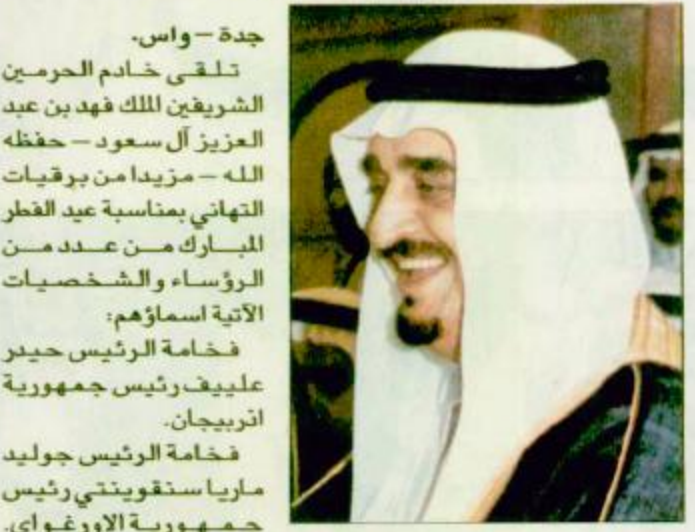 جدة – واس.
تلقى خادم الحرمين
الشريفين الملك فهد بن عبد
العزيز آل سعود – حفظه
الله – مزيدا من برقيات
التهاني بمناسبة عيد الفطر
المبارك من عدد من
الرؤساء والشخصيات
الآتية اسماؤهم:
فخامة الرئيس حيدر
علييف رئيس جمهورية
اذربيجان.
فخامة الرئيس جوليد
ماريا سنقوينتي رئيس
جمهورية الاورغواي.